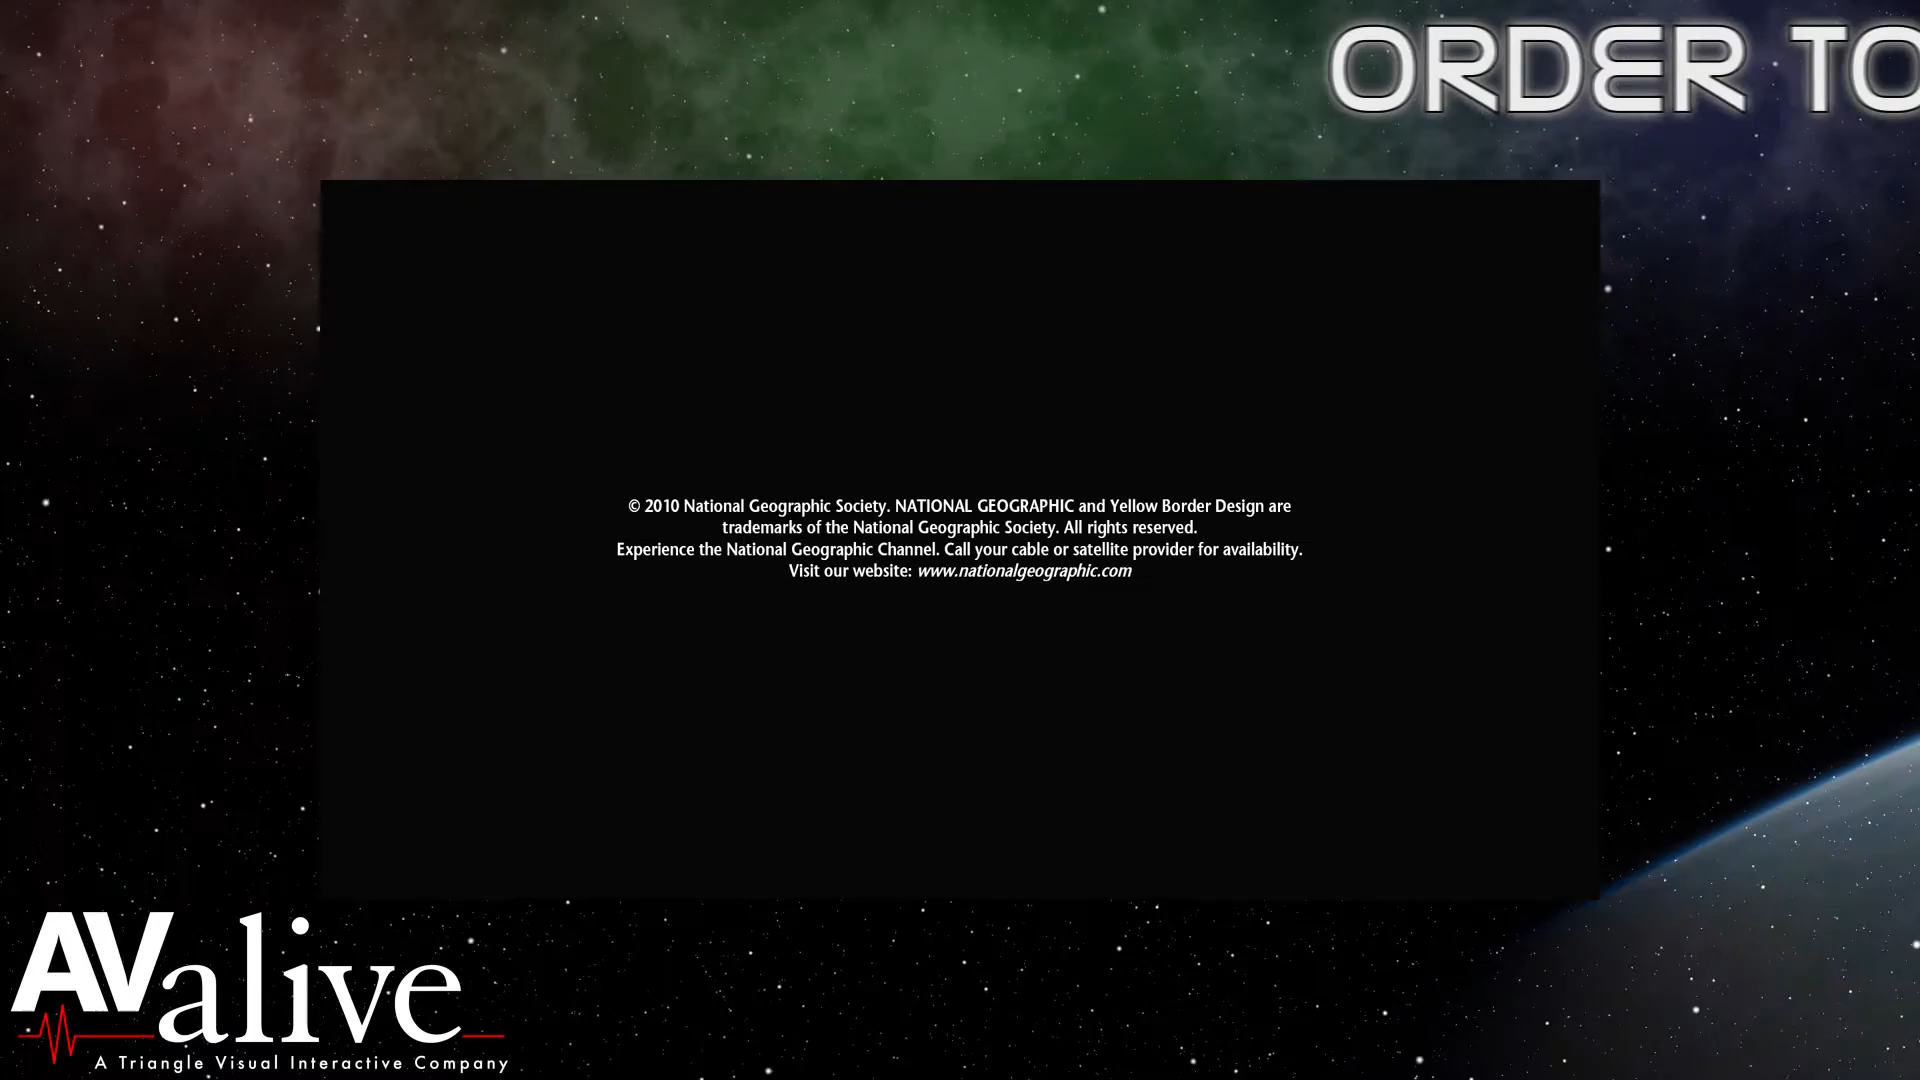 ORDER TO
© 2010 National Geographic Society. NATIONAL GEOGRAPHIC and Yellow Border Design are
trademarks of the National Geographic Society. All rights reserved.
Experience the National Geographic Channel. Call your cable or satellite provider for availability.
Visit our website: www.nationalgeographic.com
AValive
A Triangle Visual Interactive Company